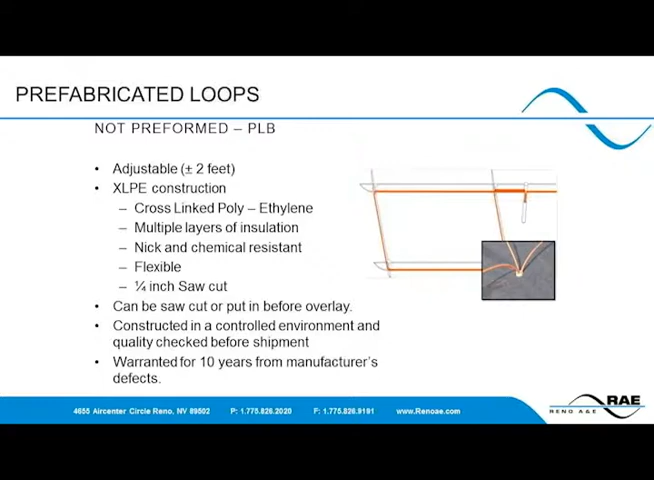 PREFABRICATED LOOPS
NOT PREFORMED – PLB
• Adjustable (± 2 feet)
• XLPE construction
– Cross Linked Poly – Ethylene
– Multiple layers of insulation
– Nick and chemical resistant
– Flexible
– ¼ inch Saw cut
• Can be saw cut or put in before overlay.
• Constructed in a controlled environment and
quality checked before shipment
• Warranted for 10 years from manufacturer's
defects.
4655 Aircenter Circle Reno, NV 89502 P: 1.775.826.2020 F: 1.775.826.9191 www.Renoae.com
RAE
RENO A&E